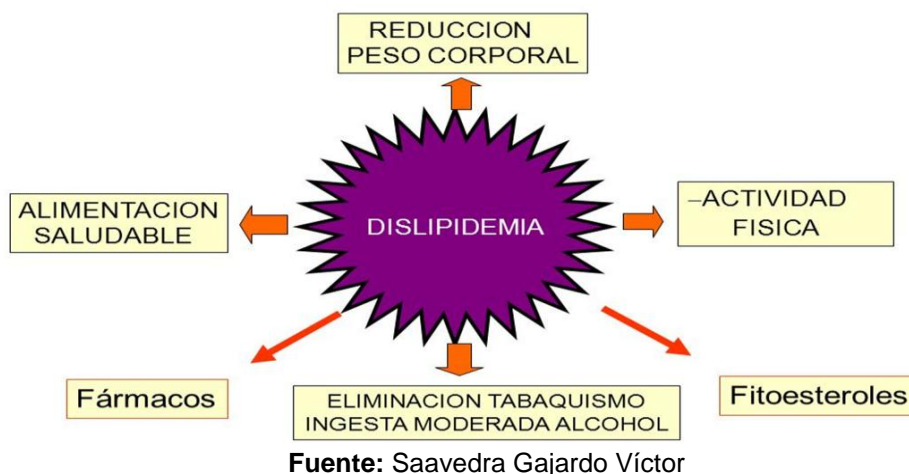 REDUCCION
PESO CORPORAL
ALIMENTACION
SALUDABLE
DISLIPIDEMIA
–ACTIVIDAD
FISICA
Fármacos
ELIMINACION TABAQUISMO
INGESTA MODERADA ALCOHOL
Fitoesteroles
Fuente: Saavedra Gajardo Víctor